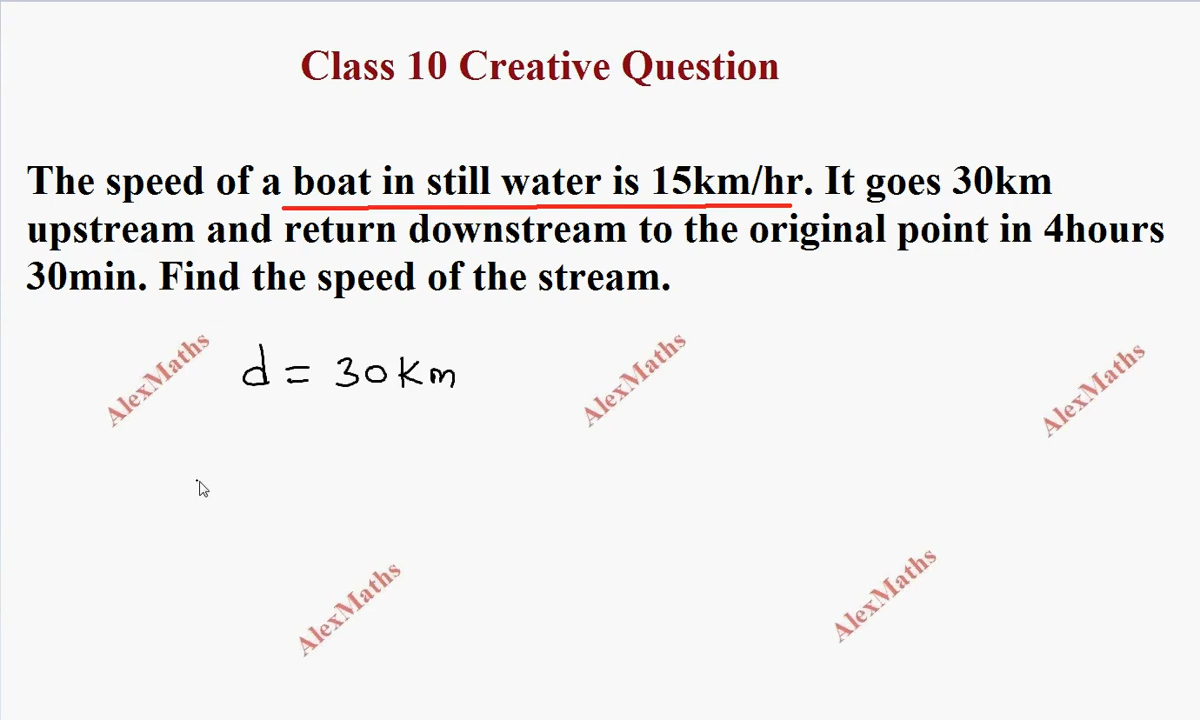 Class 10 Creative Question
The speed of a boat in still water is 15km/hr. It goes 30km
upstream and return downstream to the original point in 4hours
30min. Find the speed of the stream.
AlexMaths
d = 30km
AlexMaths
AlexMaths
AlexMaths
AlexMaths